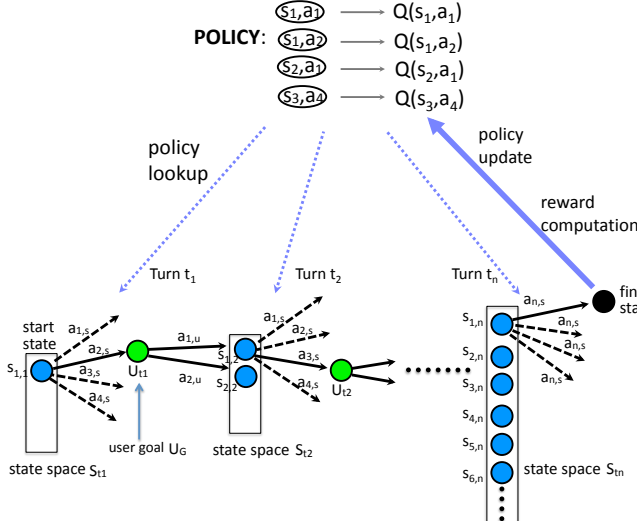 s1,a1 Q(s1,a1)
POLICY: s1,a2 Q(s1,a2)
s2,a1 Q(s2,a1)
s3,a4 Q(s3,a4)
policy
lookup
policy
update
reward
computation
Turn t1
Turn t2
Turn tn
start
state
s1,1
a1,s
a2,s
a3,s
a4,s
Ut1
user goal UG
state space St1
a1,u
a2,u
s1,2
s2,2
a1,s
a2,s
a3,s
a4,s
Ut2
state space St2
an,s
an,s
an,s
an,s
fin
sta
s1,n
s2,n
s3,n
s4,n
s5,n
s6,n
state space Stn